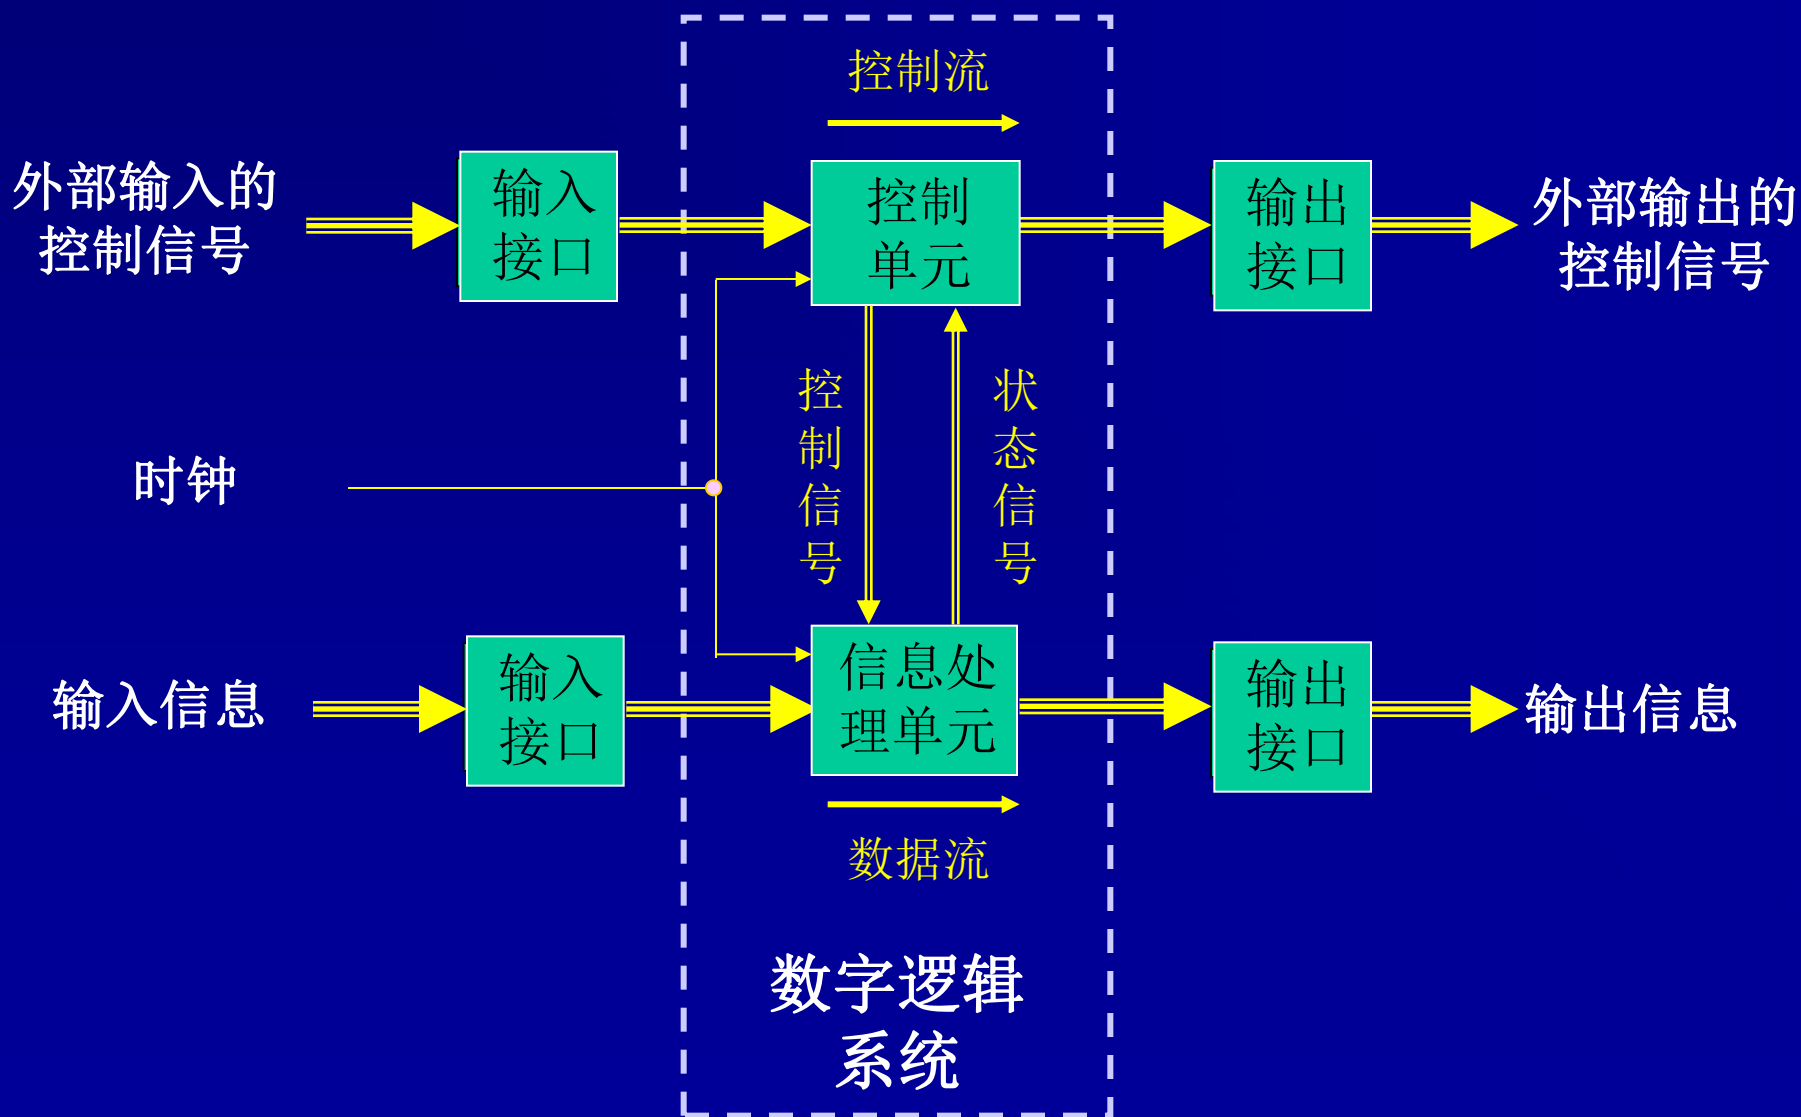 控制流
外部输入的
控制信号
输入
接口
控制
单元
输出
接口
外部输出的
控制信号
控
制
信
号
状
态
信
号
时钟
输入信息
输入
接口
信息处
理单元
输出
接口
输出信息
数据流
数字逻辑
系统